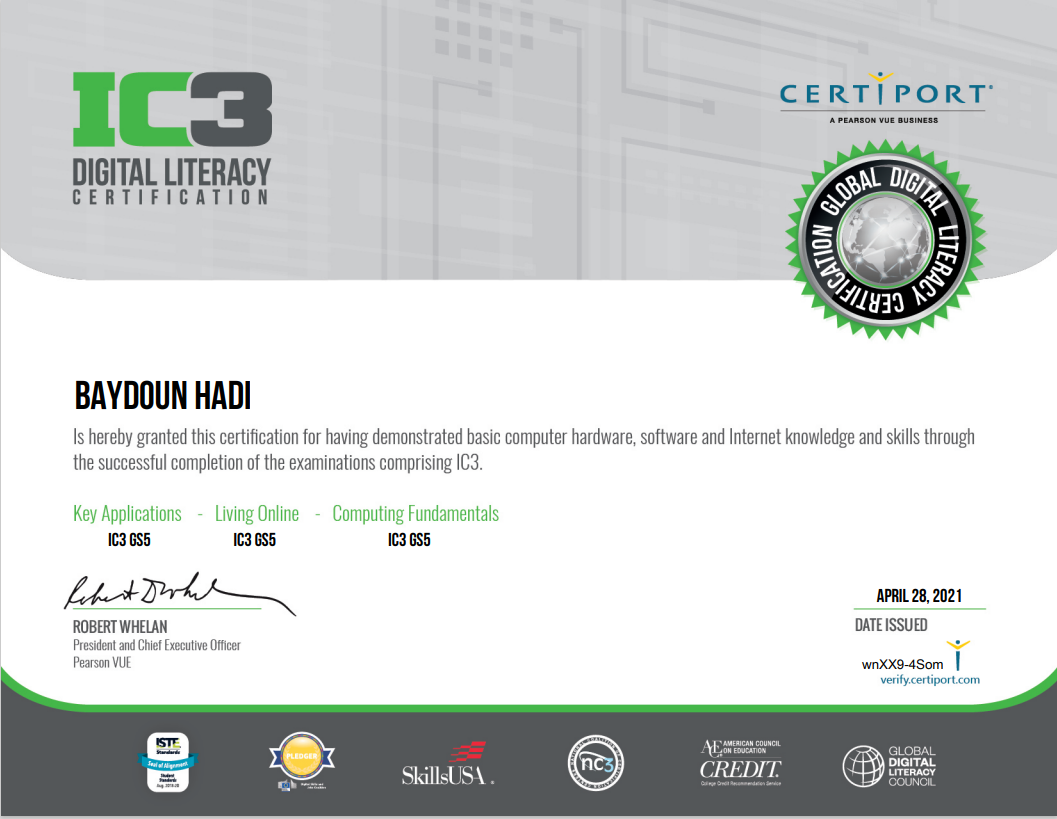 IC3
DIGITAL LITERACY
CERTIFICATION
CERTIPORT
A PEARSON VUE BUSINESS
GLOBAL DIGITAL LITERACY CERTIFICATION
BAYDOUN HADI
Is hereby granted this certification for having demonstrated basic computer hardware, software and Internet knowledge and skills through
the successful completion of the examinations comprising IC3.
Key Applications - Living Online - Computing Fundamentals
IC3 GS5 IC3 GS5 IC3 GS5
Robert D Whelan
ROBERT WHELAN
President and Chief Executive Officer
Pearson VUE
APRIL 28, 2021
DATE ISSUED
wnXX9-4Som
verify.certiport.com
ISTE
Standards
Seal of Alignment
Student
Standards
PLEDGER
SkillsUSA
nc3
AMERICAN COUNCIL
ON EDUCATION
CREDIT
College Credit Recommendation Service
GLOBAL
DIGITAL
LITERACY
COUNCIL